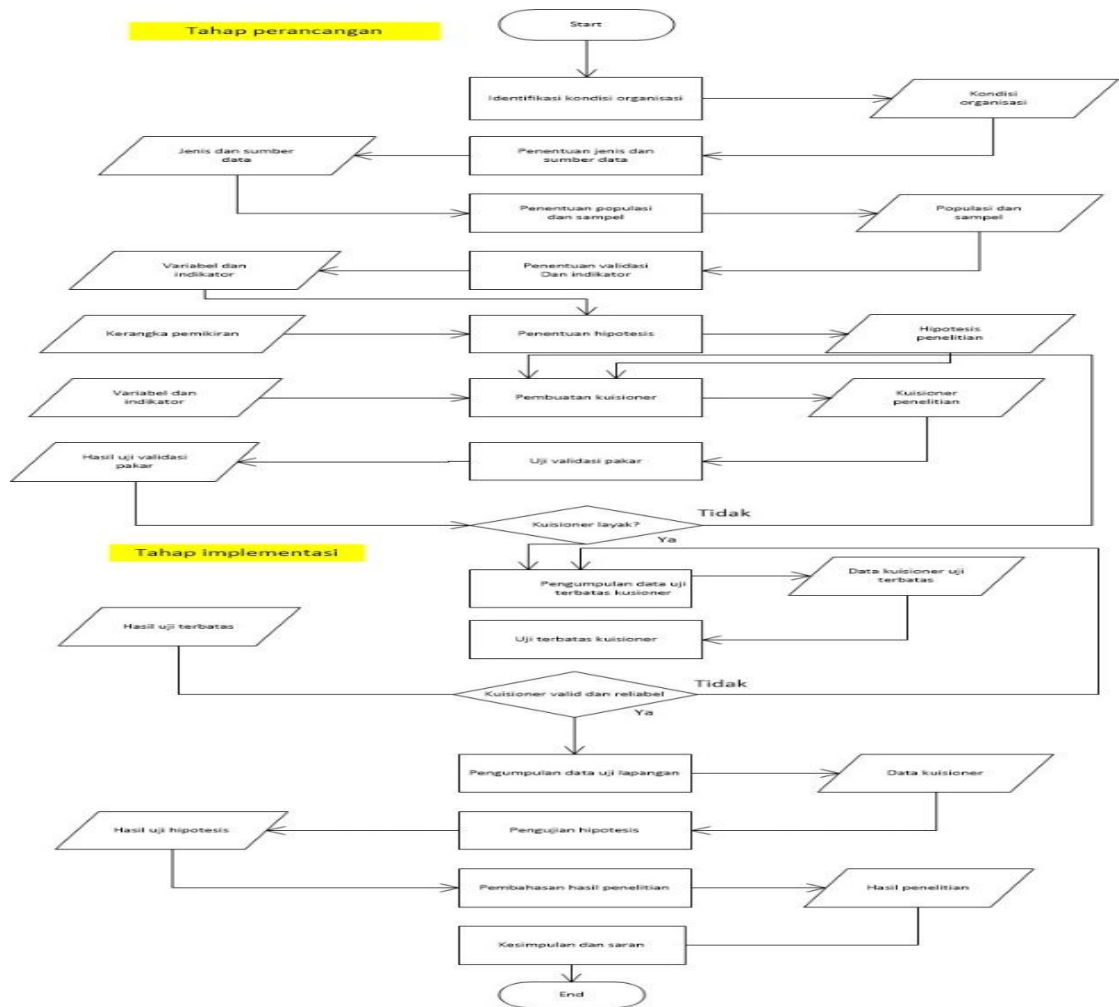 Tahap perancangan
Start
Identifikasi kondisi organisasi
Kondisi
organisasi
Jenis dan sumber
data
Penentuan jenis dan
sumber data
Penentuan populasi
dan sampel
Populasi dan
sampel
Variabel dan
indikator
Penentuan validasi
Dan indikator
Kerangka pemikiran
Penentuan hipotesis
Hipotesis
penelitian
Variabel dan
indikator
Pembuatan kuisioner
Kuisioner
penelitian
Hasil uji validasi
pakar
Uji validasi pakar
Kuisioner layak?
Tidak
Ya
Tahap implementasi
Pengumpulan data uji
terbatas kusioner
Data kuisioner uji
terbatas
Hasil uji terbatas
Uji terbatas kuisioner
Kuisioner valid dan reliabel
Tidak
Ya
Pengumpulan data uji lapangan
Data kuisioner
Hasil uji hipotesis
Pengujian hipotesis
Pembahasan hasil penelitian
Hasil penelitian
Kesimpulan dan saran
End